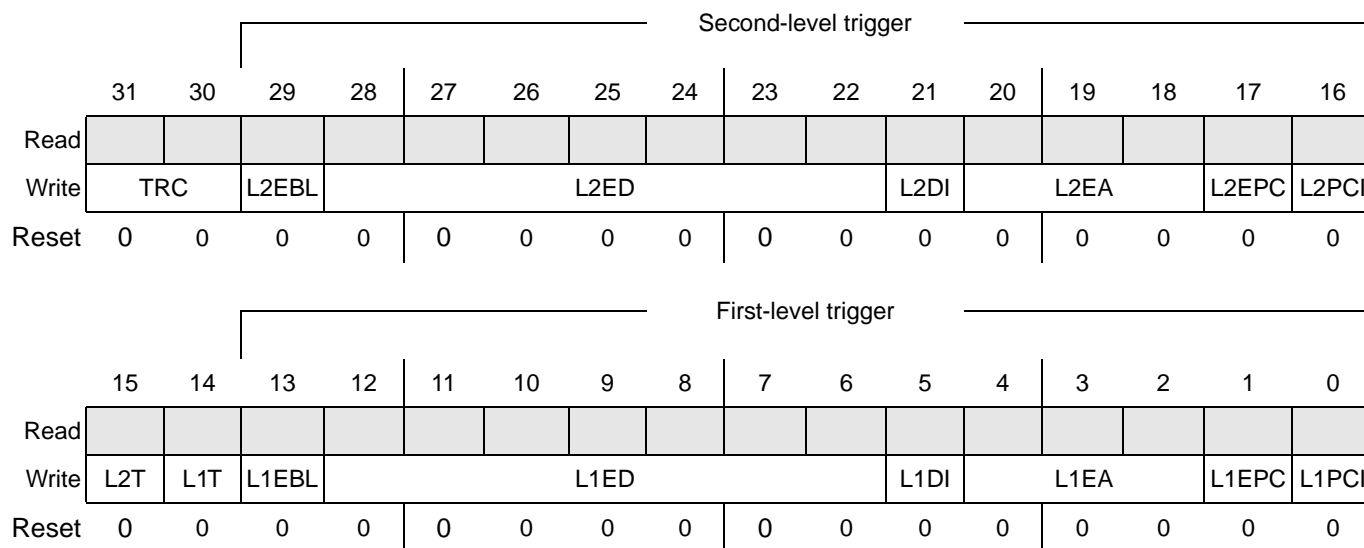 Second-level trigger
31 30 29 28 27 26 25 24 23 22 21 20 19 18 17 16
Read
Write TRC L2EBL L2ED L2DI L2EA L2EPC L2PCI
Reset 0 0 0 0 0 0 0 0 0 0 0 0 0 0 0 0
First-level trigger
15 14 13 12 11 10 9 8 7 6 5 4 3 2 1 0
Read
Write L2T L1T L1EBL L1ED L1DI L1EA L1EPC L1PCI
Reset 0 0 0 0 0 0 0 0 0 0 0 0 0 0 0 0